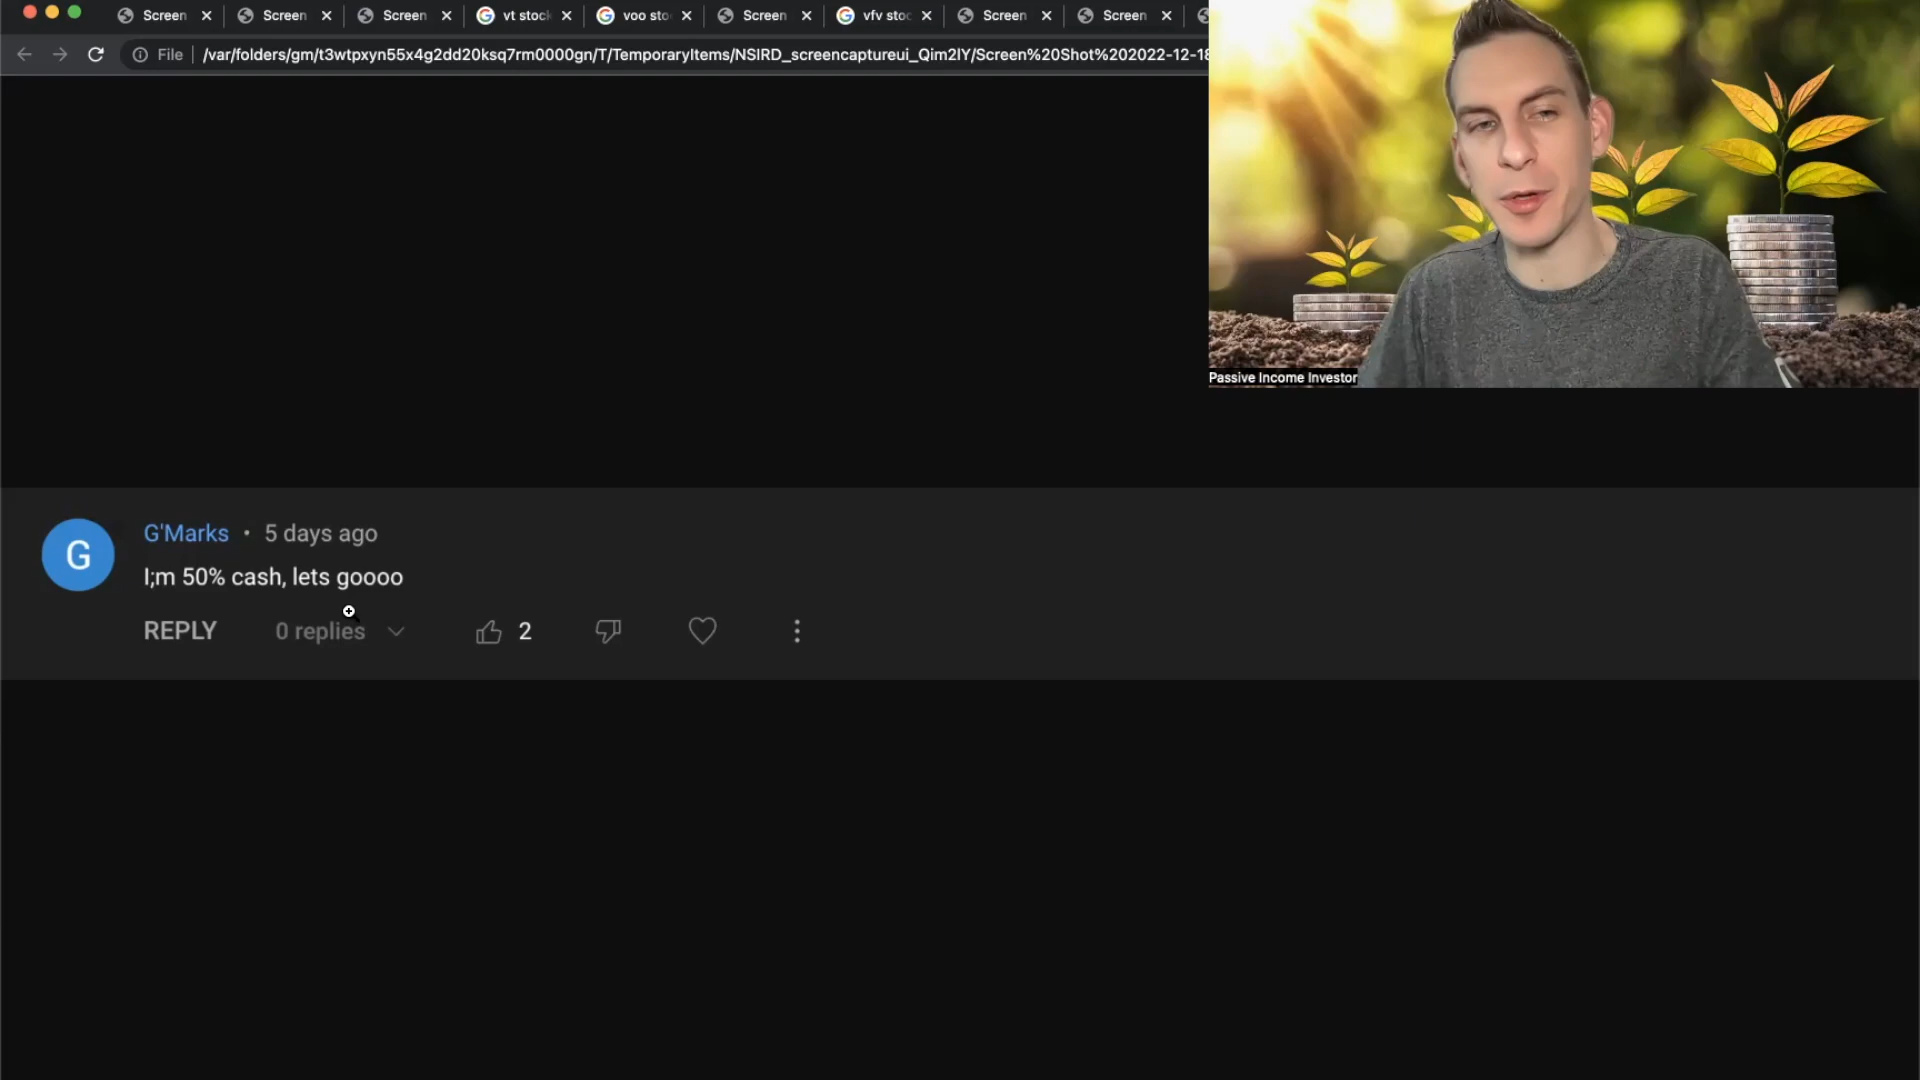 Screen
Screen
Screen
vt stock
voo sto
Screen
vfv stoc
Screen
Screen
File
/var/folders/gm/t3wtpxyn55x4g2dd20ksq7rm0000gn/T/TemporaryItems/NSIRD_screencaptureui_Qim2lY/Screen%20Shot%202022-12-18
Passive Income Investor
G
G'Marks • 5 days ago
I;m 50% cash, lets goooo
REPLY 0 replies 2